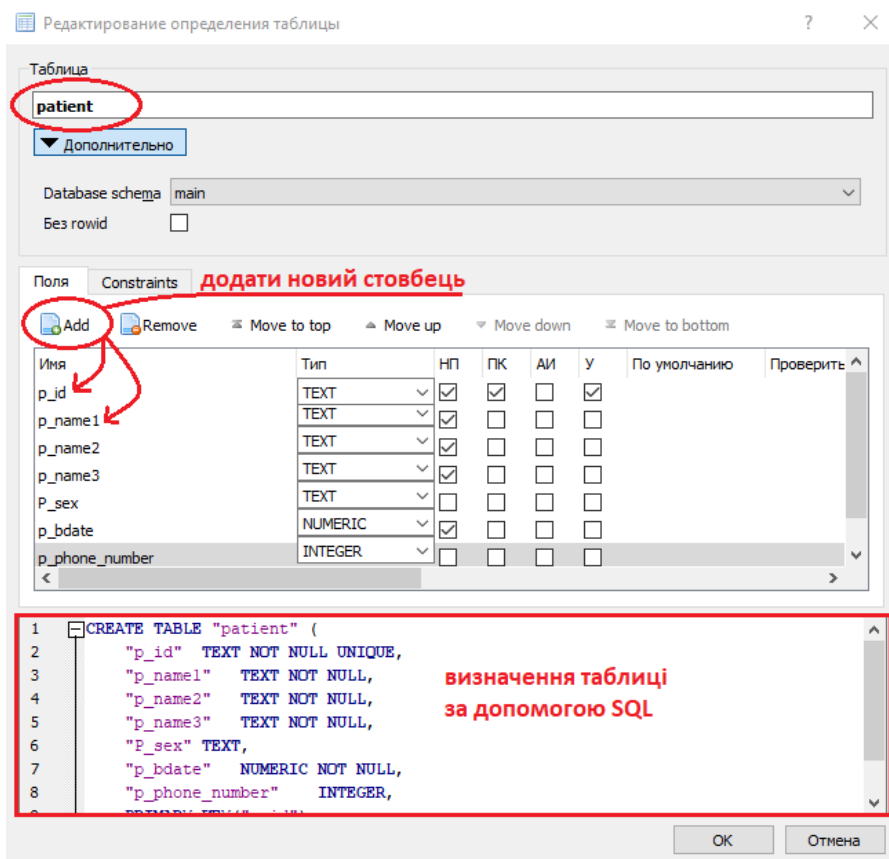 Редактирование определения таблицы ?
Таблица
patient
Дополнительно
Database schema main
Без rowid
Поля Constraints додати новий стовбець
Add Remove Move to top Move up Move down Move to bottom
Имя Тип НП ПК АИ У По умолчанию Проверить
p_id TEXT
p_name1 TEXT
p_name2 TEXT
p_name3 TEXT
P_sex TEXT
p_bdate NUMERIC
p_phone_number INTEGER
1 CREATE TABLE "patient" (
2 "p_id" TEXT NOT NULL UNIQUE,
3 "p_name1" TEXT NOT NULL,
4 "p_name2" TEXT NOT NULL,
5 "p_name3" TEXT NOT NULL,
6 "P_sex" TEXT,
7 "p_bdate" NUMERIC NOT NULL,
8 "p_phone_number" INTEGER,
визначення таблиці
за допомогою SQL
OK Отмена